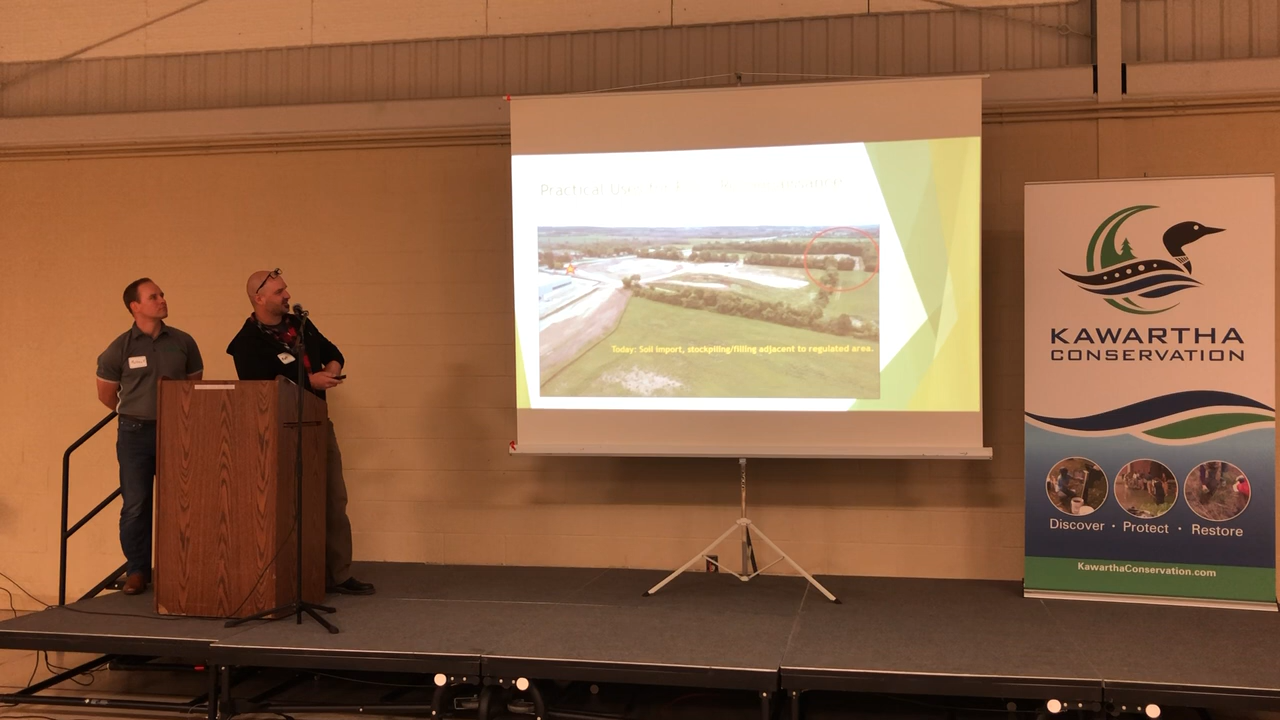 Practical Use
Today: Soil import, stockpiling/filling adjacent to regulated area.
KAWARTHA
CONSERVATION
Discover · Protect · Restore
KawarthaConservation.com